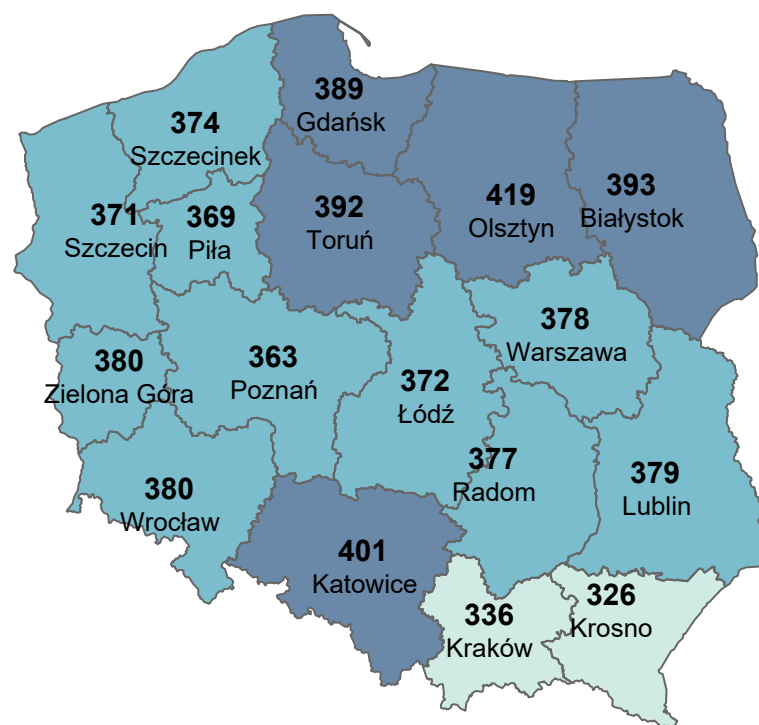 389
Gdańsk
374
Szczecinek
419
Olsztyn
393
Białystok
392
Toruń
371
Szczecin
369
Piła
378
Warszawa
380
Zielona Góra
363
Poznań
372
Łódź
377
Radom
379
Lublin
380
Wrocław
401
Katowice
336
Kraków
326
Krosno